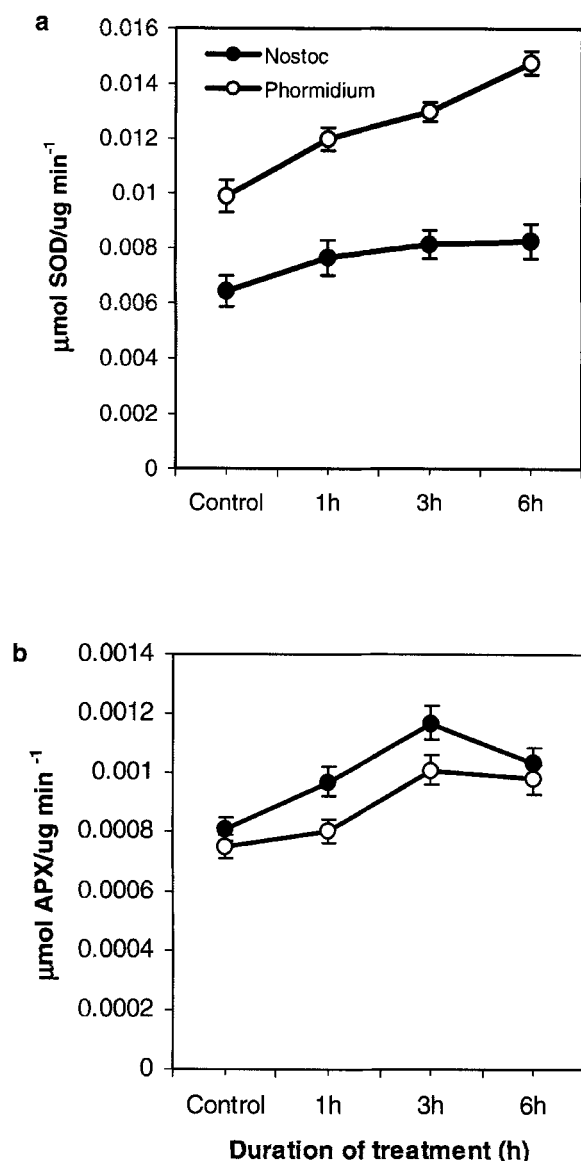 a
0.016
0.014
0.012
0.01
0.008
0.006
0.004
0.002
0
µmol SOD/ug min⁻¹
Nostoc
Phormidium
Control 1h 3h 6h
b
0.0014
0.0012
0.001
0.0008
0.0006
0.0004
0.0002
0
µmol APX/ug min⁻¹
Control 1h 3h 6h
Duration of treatment (h)